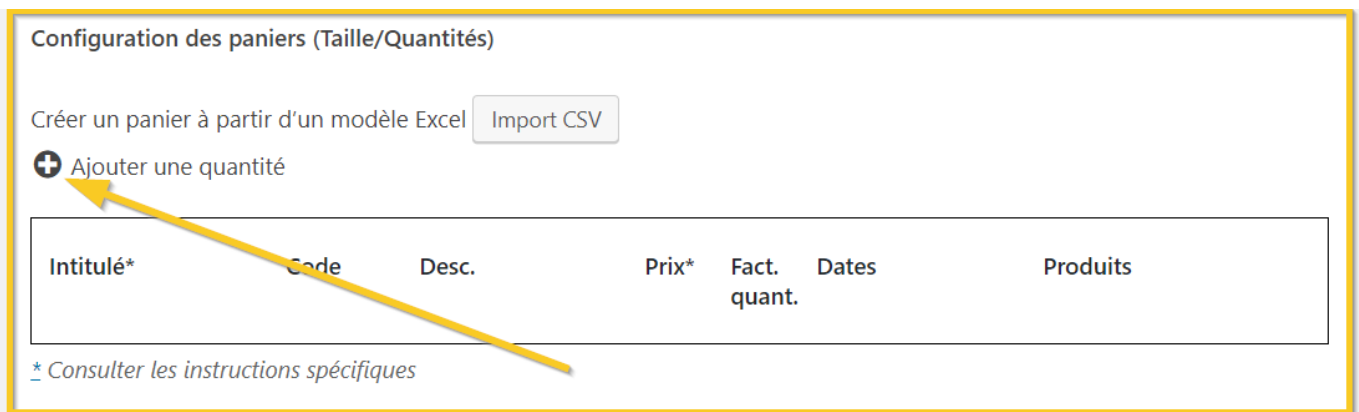 Configuration des paniers (Taille/Quantités)
Créer un panier à partir d’un modèle Excel Import CSV
Ajouter une quantité
Intitulé* Code Desc. Prix* Fact. quant. Dates Produits
* Consulter les instructions spécifiques